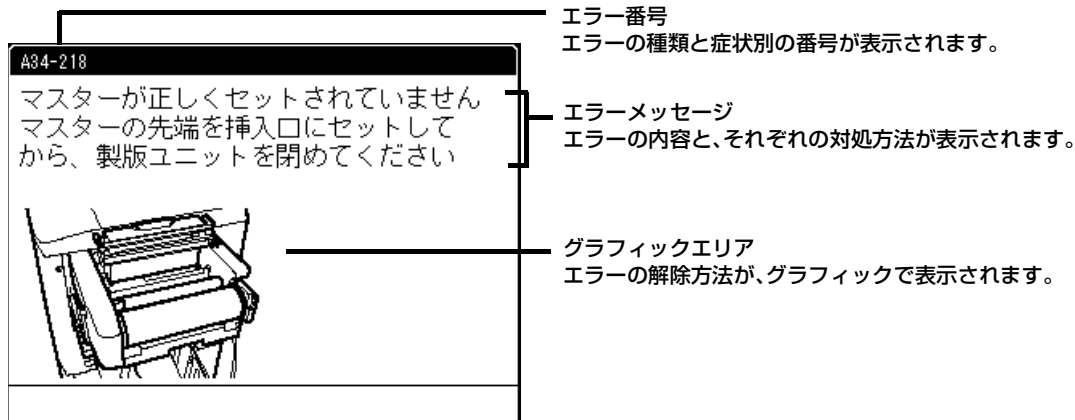 エラー番号
エラーの種類と症状別の番号が表示されます。
A34-218
マスターが正しくセットされていません
マスターの先端を挿入口にセットして
から、製版ユニットを閉めてください
エラーメッセージ
エラーの内容と、それぞれの対処方法が表示されます。
グラフィックエリア
エラーの解除方法が、グラフィックで表示されます。